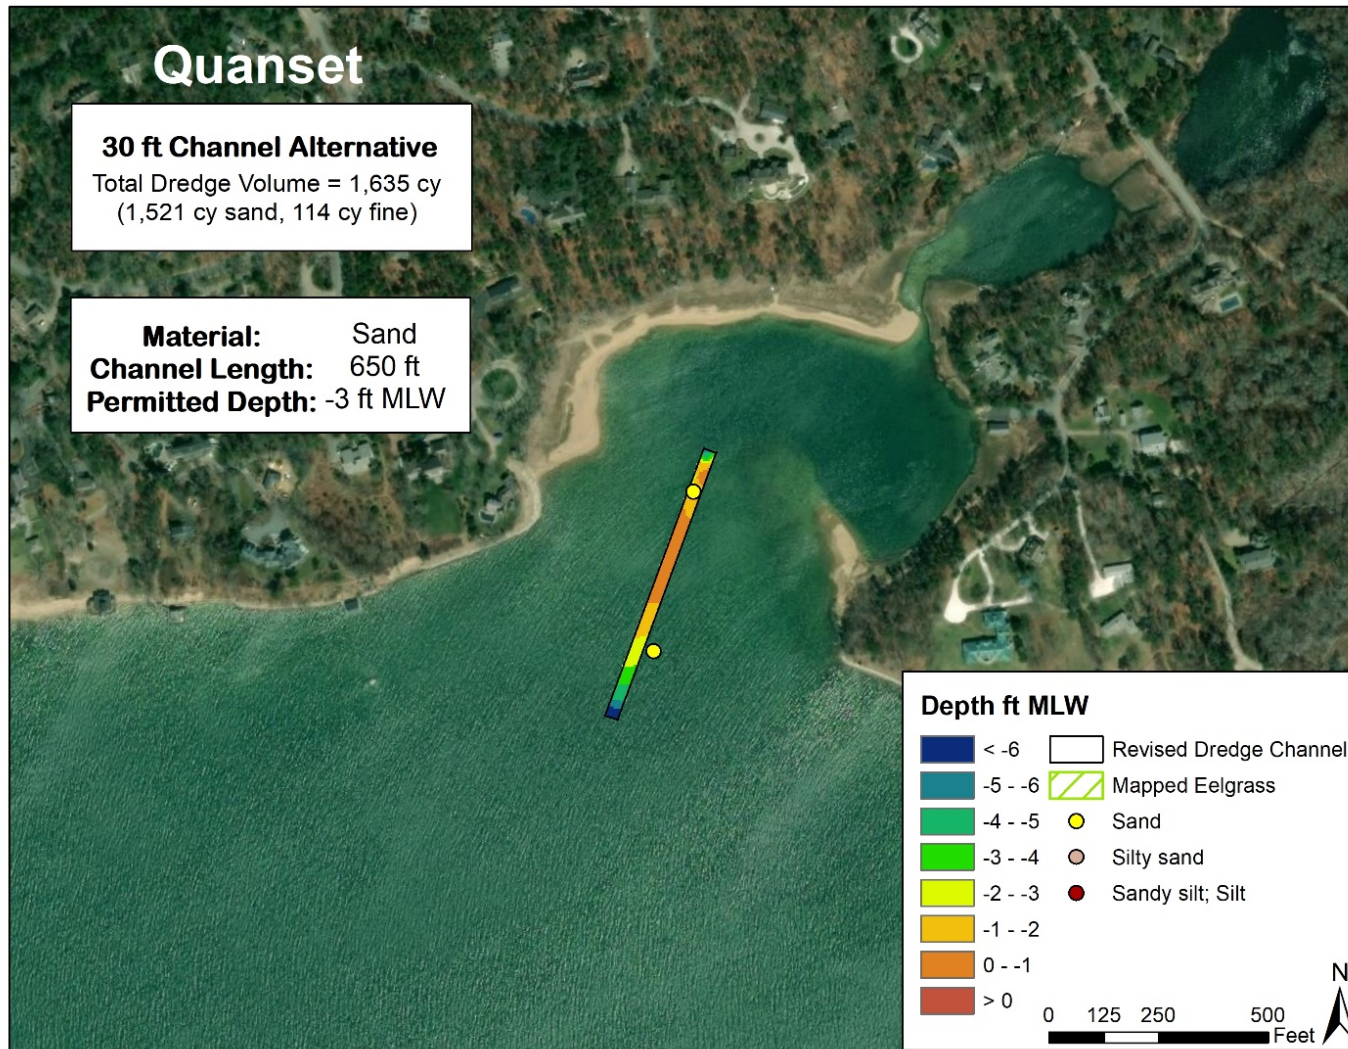 Quanset
30 ft Channel Alternative
Total Dredge Volume = 1,635 cy
(1,521 cy sand, 114 cy fine)
Material: Sand
Channel Length: 650 ft
Permitted Depth: -3 ft MLW
Depth ft MLW
< -6 Revised Dredge Channel
-5 - -6 Mapped Eelgrass
-4 - -5 Sand
-3 - -4 Silty sand
-2 - -3 Sandy silt; Silt
-1 - -2
0 - -1
> 0
N
0 125 250 500
Feet